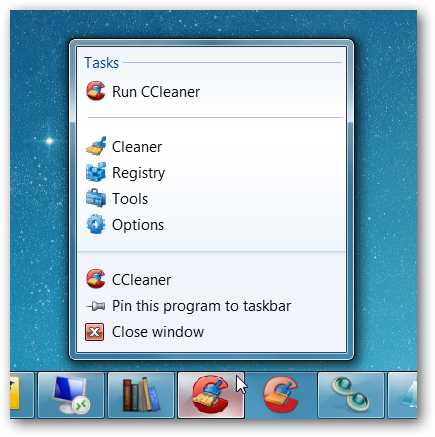 Tasks
Run CCleaner
Cleaner
Registry
Tools
Options
CCleaner
Pin this program to taskbar
Close window